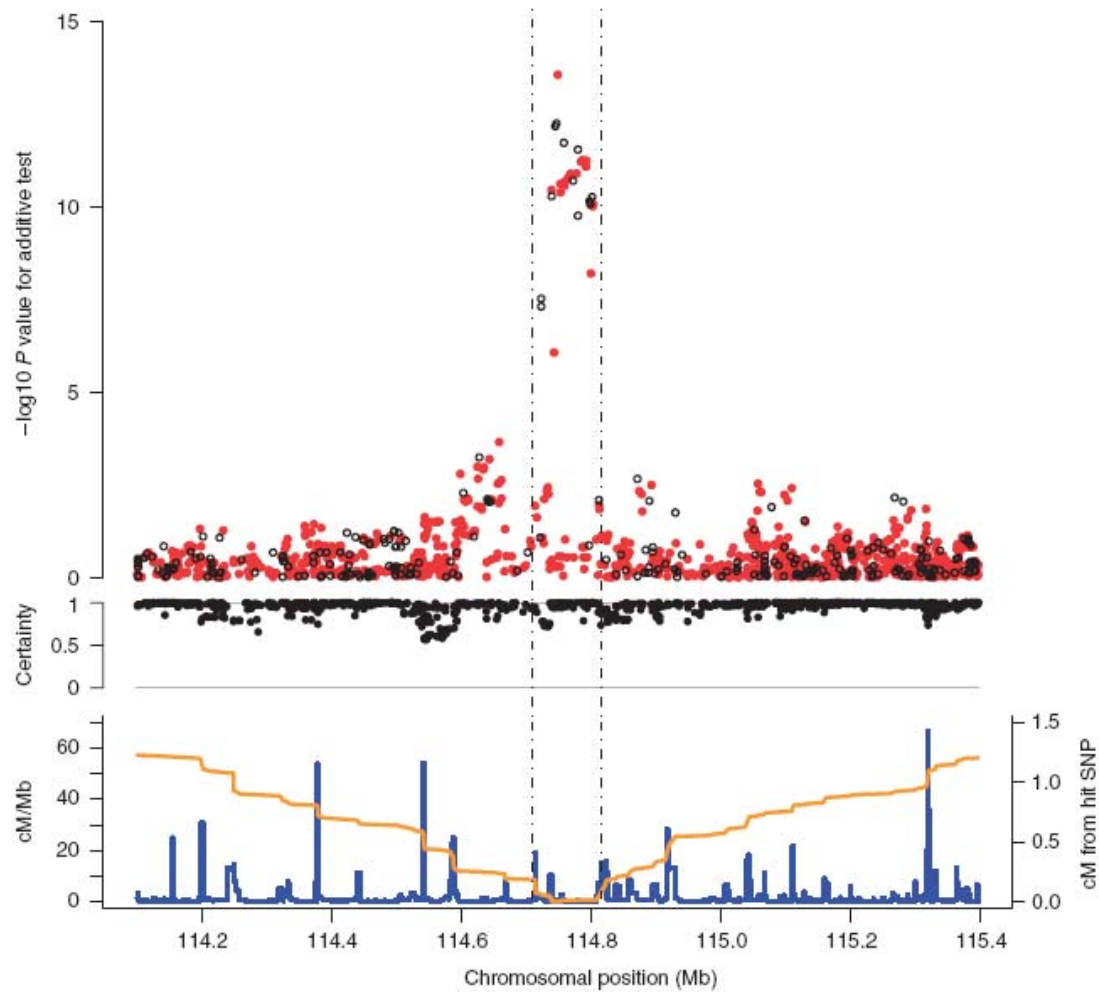 15
10
5
0
−log10 P value for additive test
1
0.5
0
Certainty
60
40
20
0
cM/Mb
1.5
1.0
0.5
0.0
cM from hit SNP
114.2 114.4 114.6 114.8 115.0 115.2 115.4
Chromosomal position (Mb)